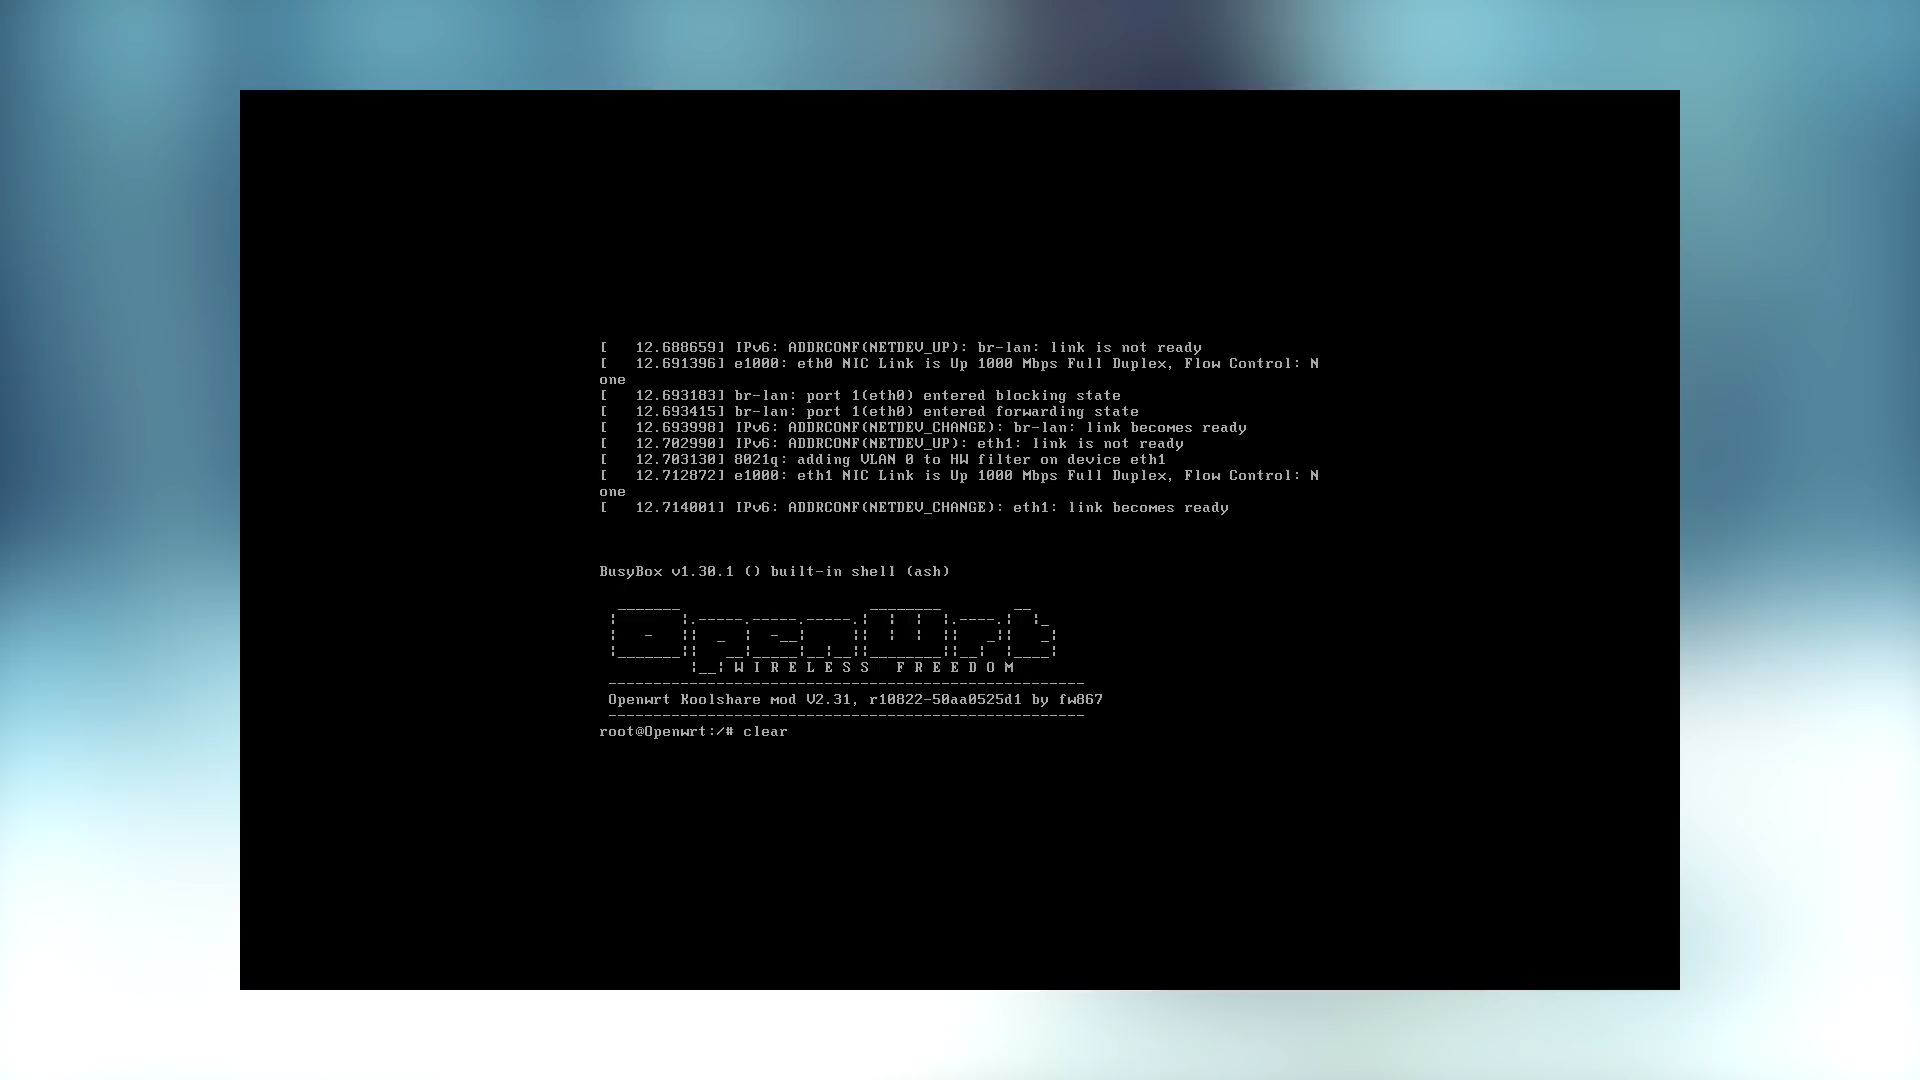 [   12.688659] IPv6: ADDRCONF(NETDEV_UP): br-lan: link is not ready
[   12.691396] e1000: eth0 NIC Link is Up 1000 Mbps Full Duplex, Flow Control: N
one
[   12.693183] br-lan: port 1(eth0) entered blocking state
[   12.693415] br-lan: port 1(eth0) entered forwarding state
[   12.693998] IPv6: ADDRCONF(NETDEV_CHANGE): br-lan: link becomes ready
[   12.702990] IPv6: ADDRCONF(NETDEV_UP): eth1: link is not ready
[   12.703130] 8021q: adding VLAN 0 to HW filter on device eth1
[   12.712872] e1000: eth1 NIC Link is Up 1000 Mbps Full Duplex, Flow Control: N
one
[   12.714001] IPv6: ADDRCONF(NETDEV_CHANGE): eth1: link becomes ready
BusyBox v1.30.1 () built-in shell (ash)
OpenWrt
W I R E L E S S   F R E E D O M
Openwrt Koolshare mod V2.31, r10822-50aa0525d1 by fw867
root@Openwrt:/# clear